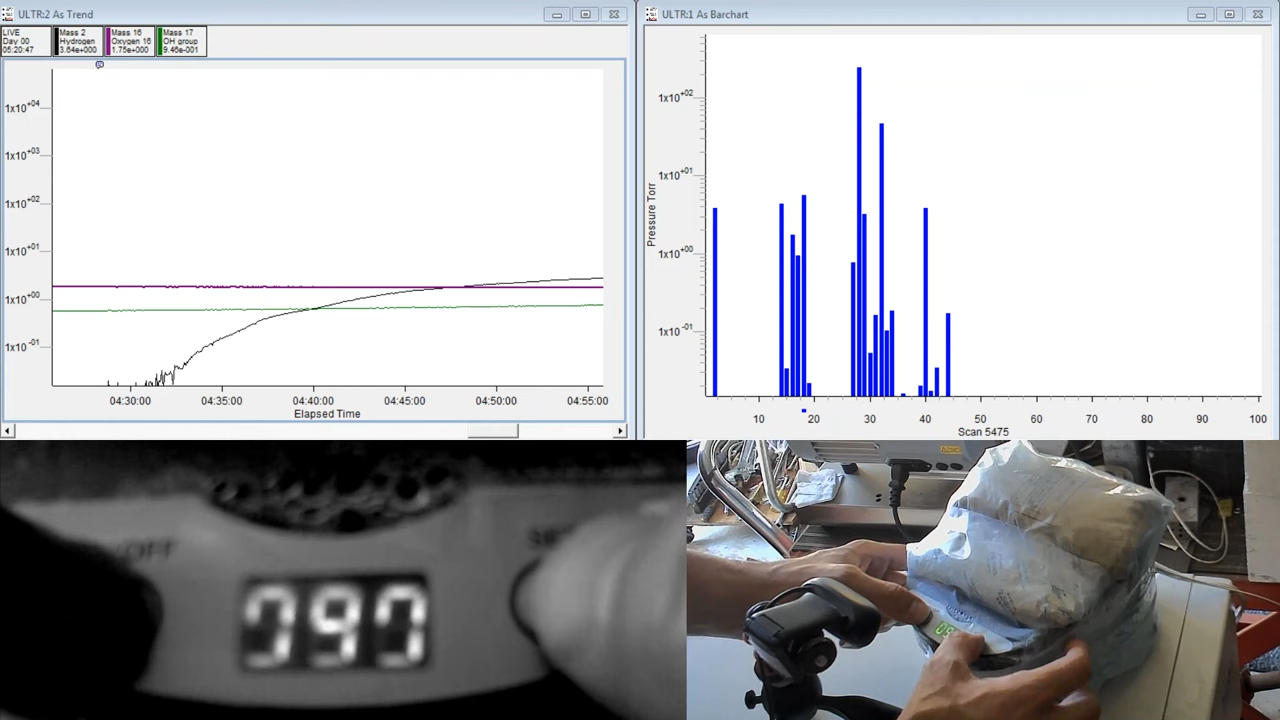 ULTR:2 As Trend
LIVE
Day 00
05:20:47
Mass 2
Hydrogen
3.64e+000
Mass 16
Oxygen 16
1.75e+000
Mass 17
OH group
9.46e-001
1x10+04
1x10+03
1x10+02
1x10+01
1x10+00
1x10-01
04:30:00 04:35:00 04:40:00 04:45:00 04:50:00 04:55:00
Elapsed Time
ULTR:1 As Barchart
Pressure Torr
1x10+02
1x10+01
1x10+00
1x10-01
10 20 30 40 50 60 70 80 90 100
Scan 5475